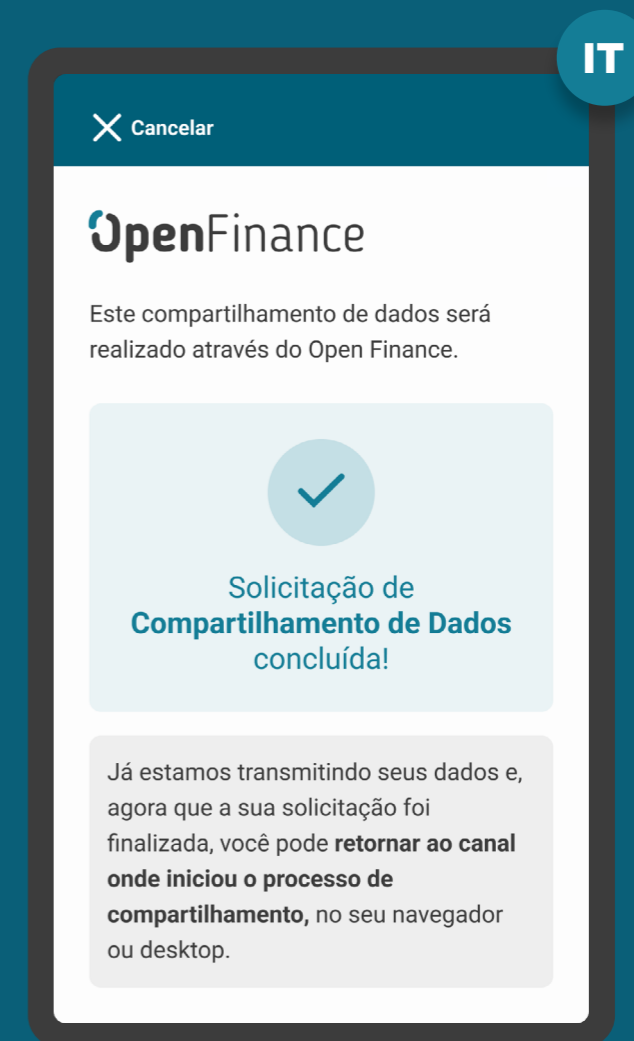 IT
Cancelar
OpenFinance
Este compartilhamento de dados será
realizado através do Open Finance.
Solicitação de
Compartilhamento de Dados
concluída!
Já estamos transmitindo seus dados e,
agora que a sua solicitação foi
finalizada, você pode retornar ao canal
onde iniciou o processo de
compartilhamento, no seu navegador
ou desktop.